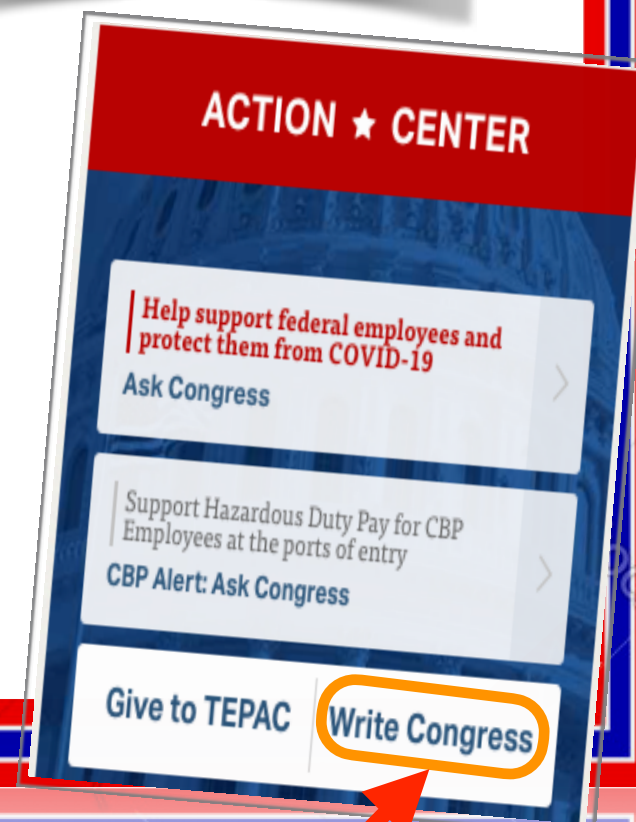 ACTION ★ CENTER
Help support federal employees and
protect them from COVID-19
Ask Congress
Support Hazardous Duty Pay for CBP
Employees at the ports of entry
CBP Alert: Ask Congress
Give to TEPAC
Write Congress